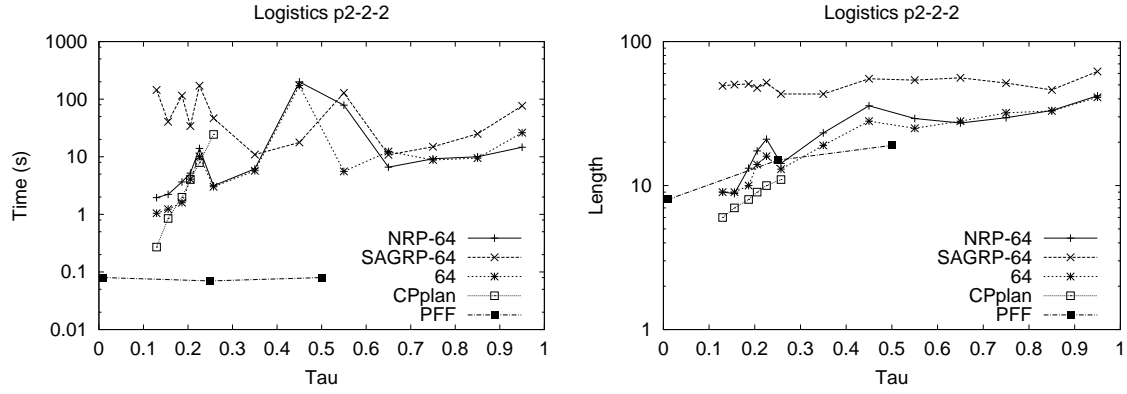 Logistics p2-2-2
1000
100
10
1
0.1
0.01
0 0.1 0.2 0.3 0.4 0.5 0.6 0.7 0.8 0.9 1
Time (s)
Tau
NRP-64
SAGRP-64
64
CPplan
PFF
Logistics p2-2-2
100
10
1
0 0.1 0.2 0.3 0.4 0.5 0.6 0.7 0.8 0.9 1
Length
Tau
NRP-64
SAGRP-64
64
CPplan
PFF